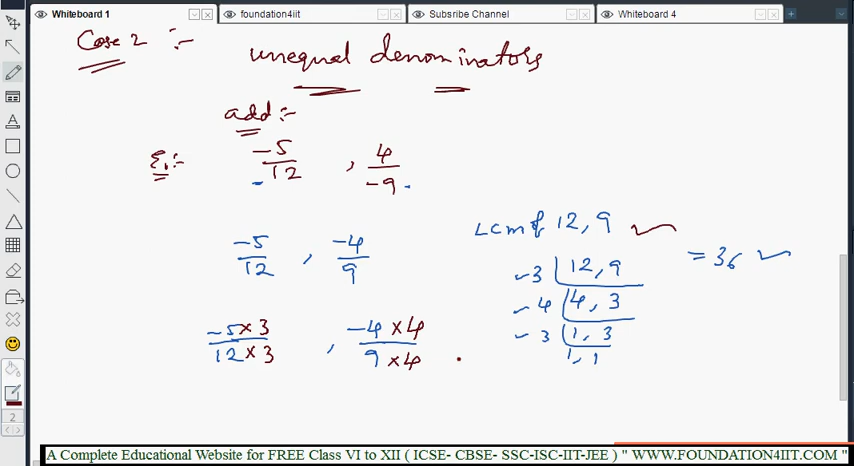 Whiteboard 1 foundation4iit Subsribe Channel Whiteboard 4
Case 2 :-
unequal denominators
add :-
E. :- -5/12 , 4/-9
-5/12 , -4/9
-5×3/12×3 , -4×4/9×4 .
LCM of 12, 9
3 | 12, 9 = 36
4 | 4, 3
3 | 1, 3
1, 1
2
A Complete Educational Website for FREE Class VI to XII ( ICSE- CBSE- SSC-ISC-IIT-JEE ) " WWW.FOUNDATION4IIT.COM "